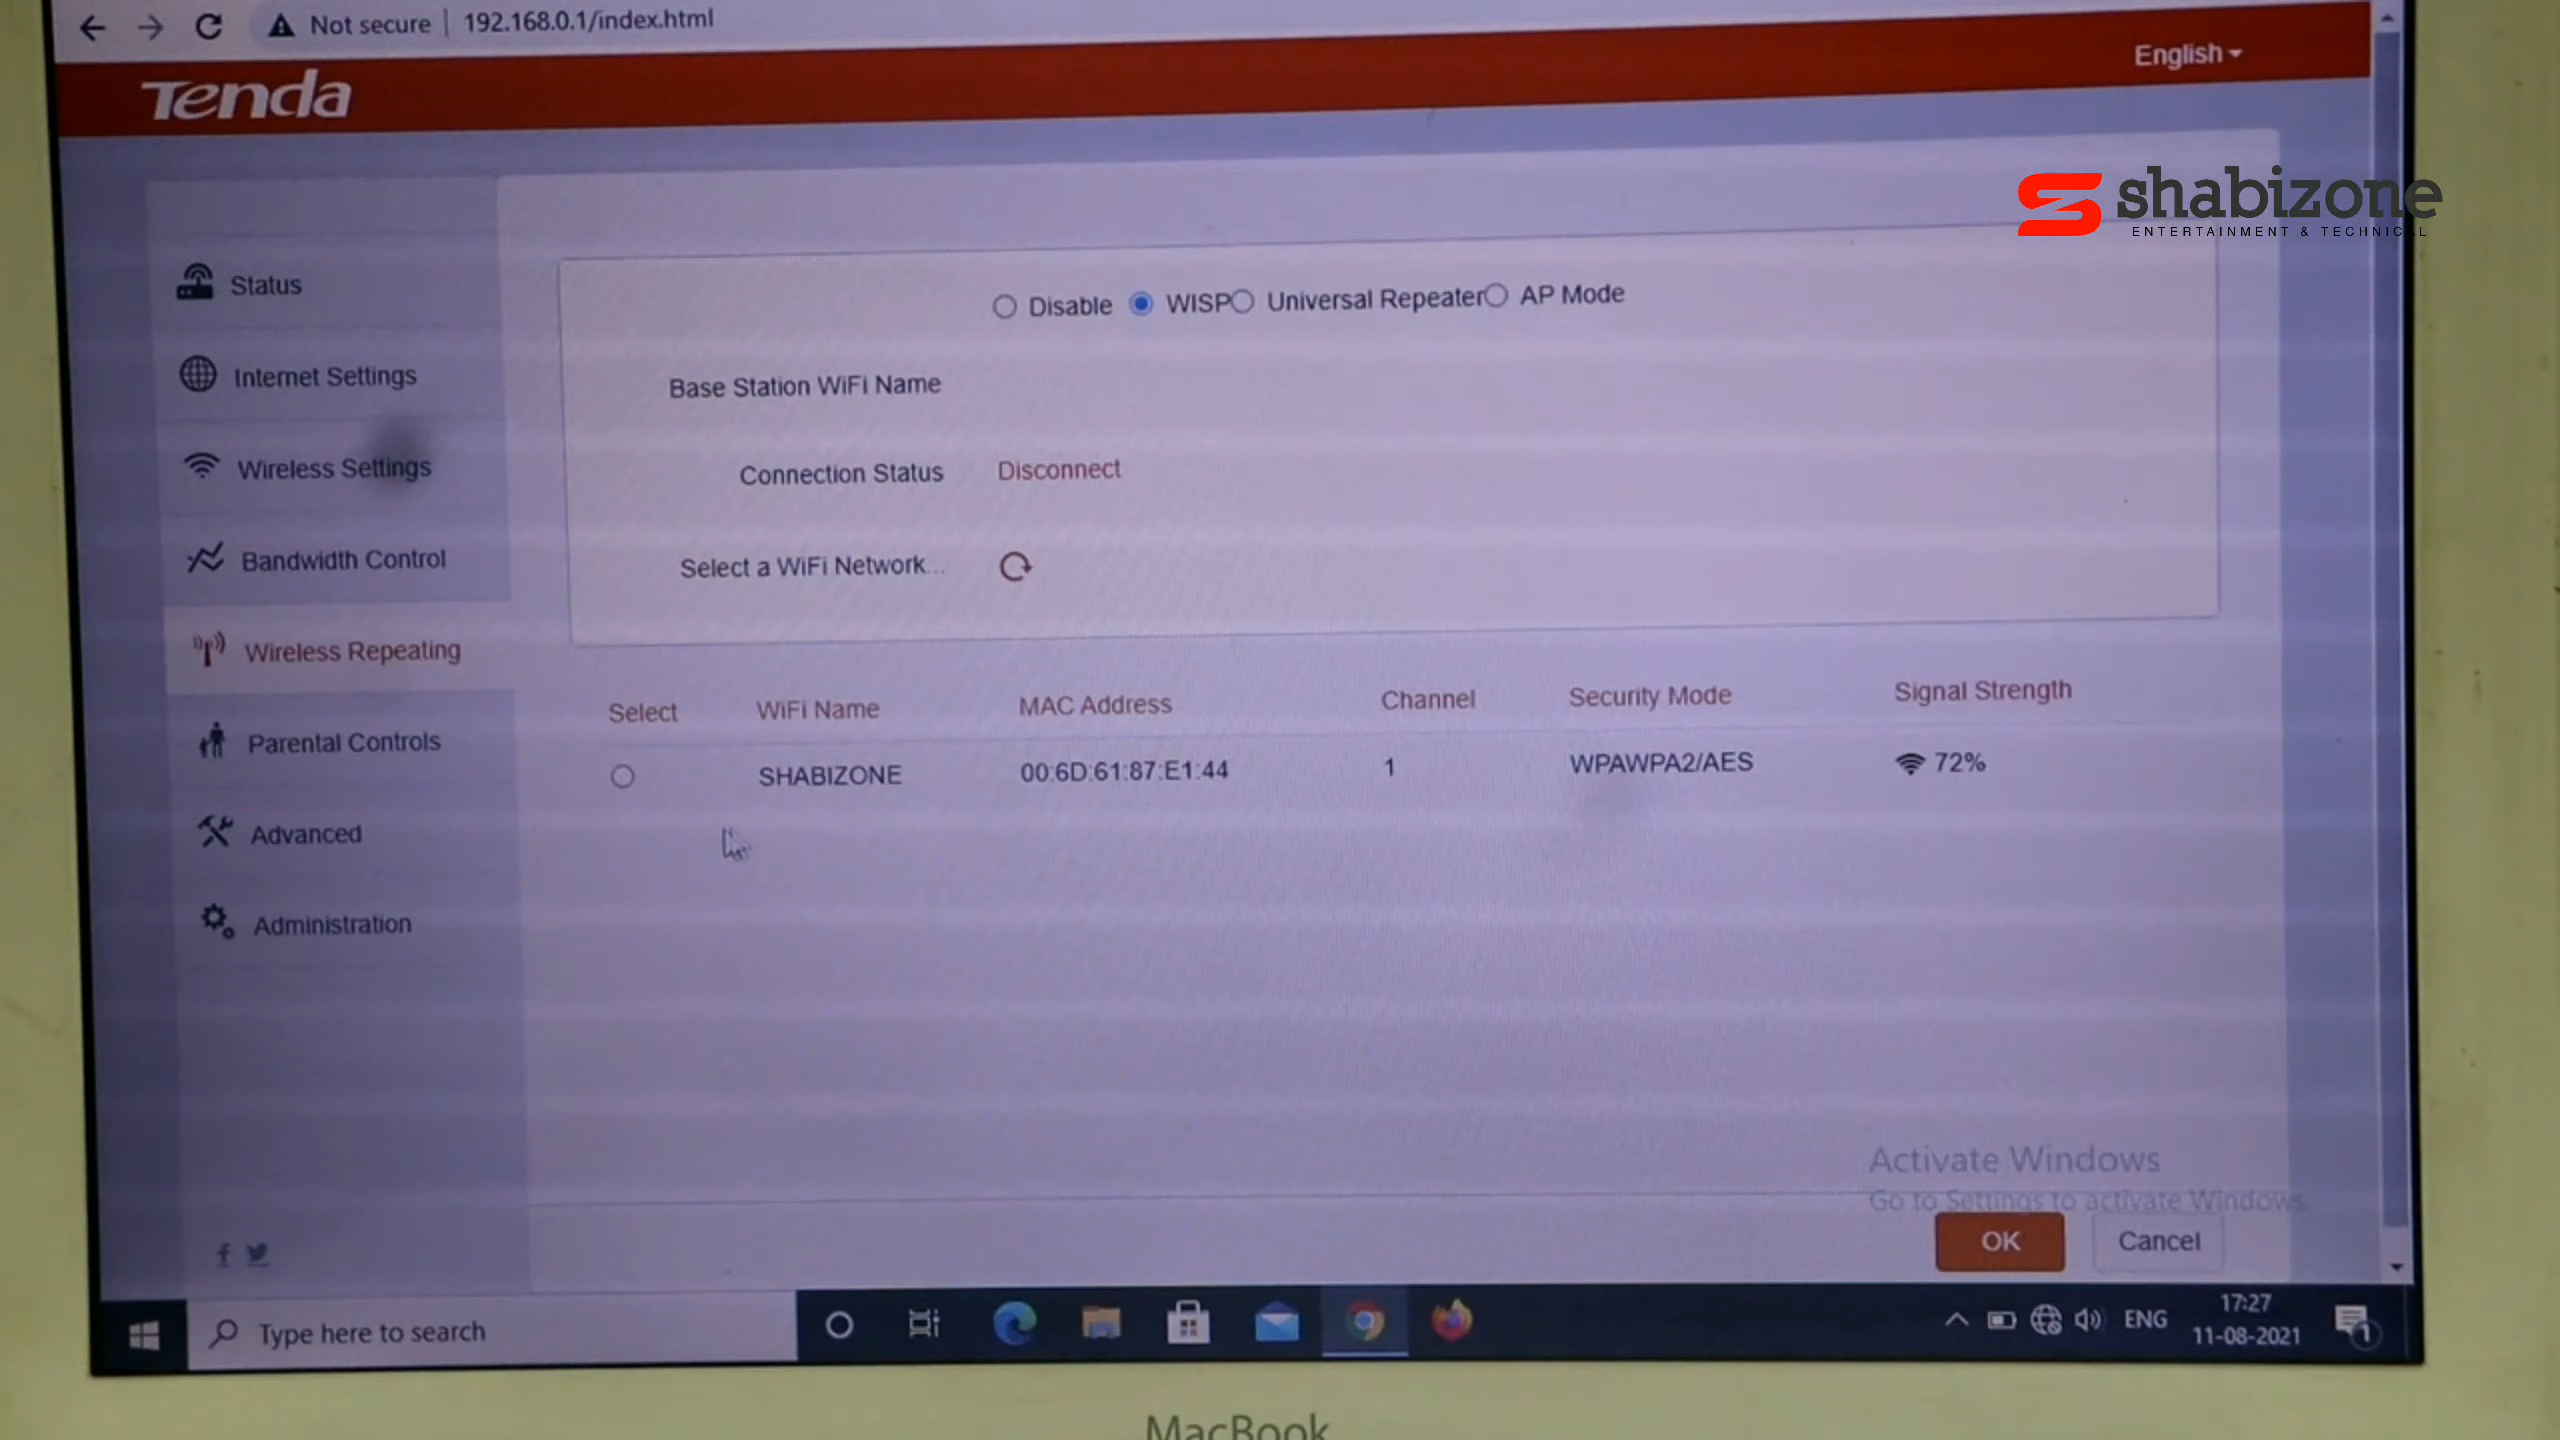 Not secure | 192.168.0.1/index.html
English
Tenda
shabizone
ENTERTAINMENT & TECHNICAL
Status
Internet Settings
Wireless Settings
Bandwidth Control
Wireless Repeating
Parental Controls
Advanced
Administration
Disable WISP Universal Repeater AP Mode
Base Station WiFi Name
Connection Status Disconnect
Select a WiFi Network...
Select WiFi Name MAC Address Channel Security Mode Signal Strength
SHABIZONE 00:6D:61:87:E1:44 1 WPAWPA2/AES 72%
Activate Windows
Go to Settings to activate Windows.
OK Cancel
Type here to search
ENG
17:27
11-08-2021
1
MacBook